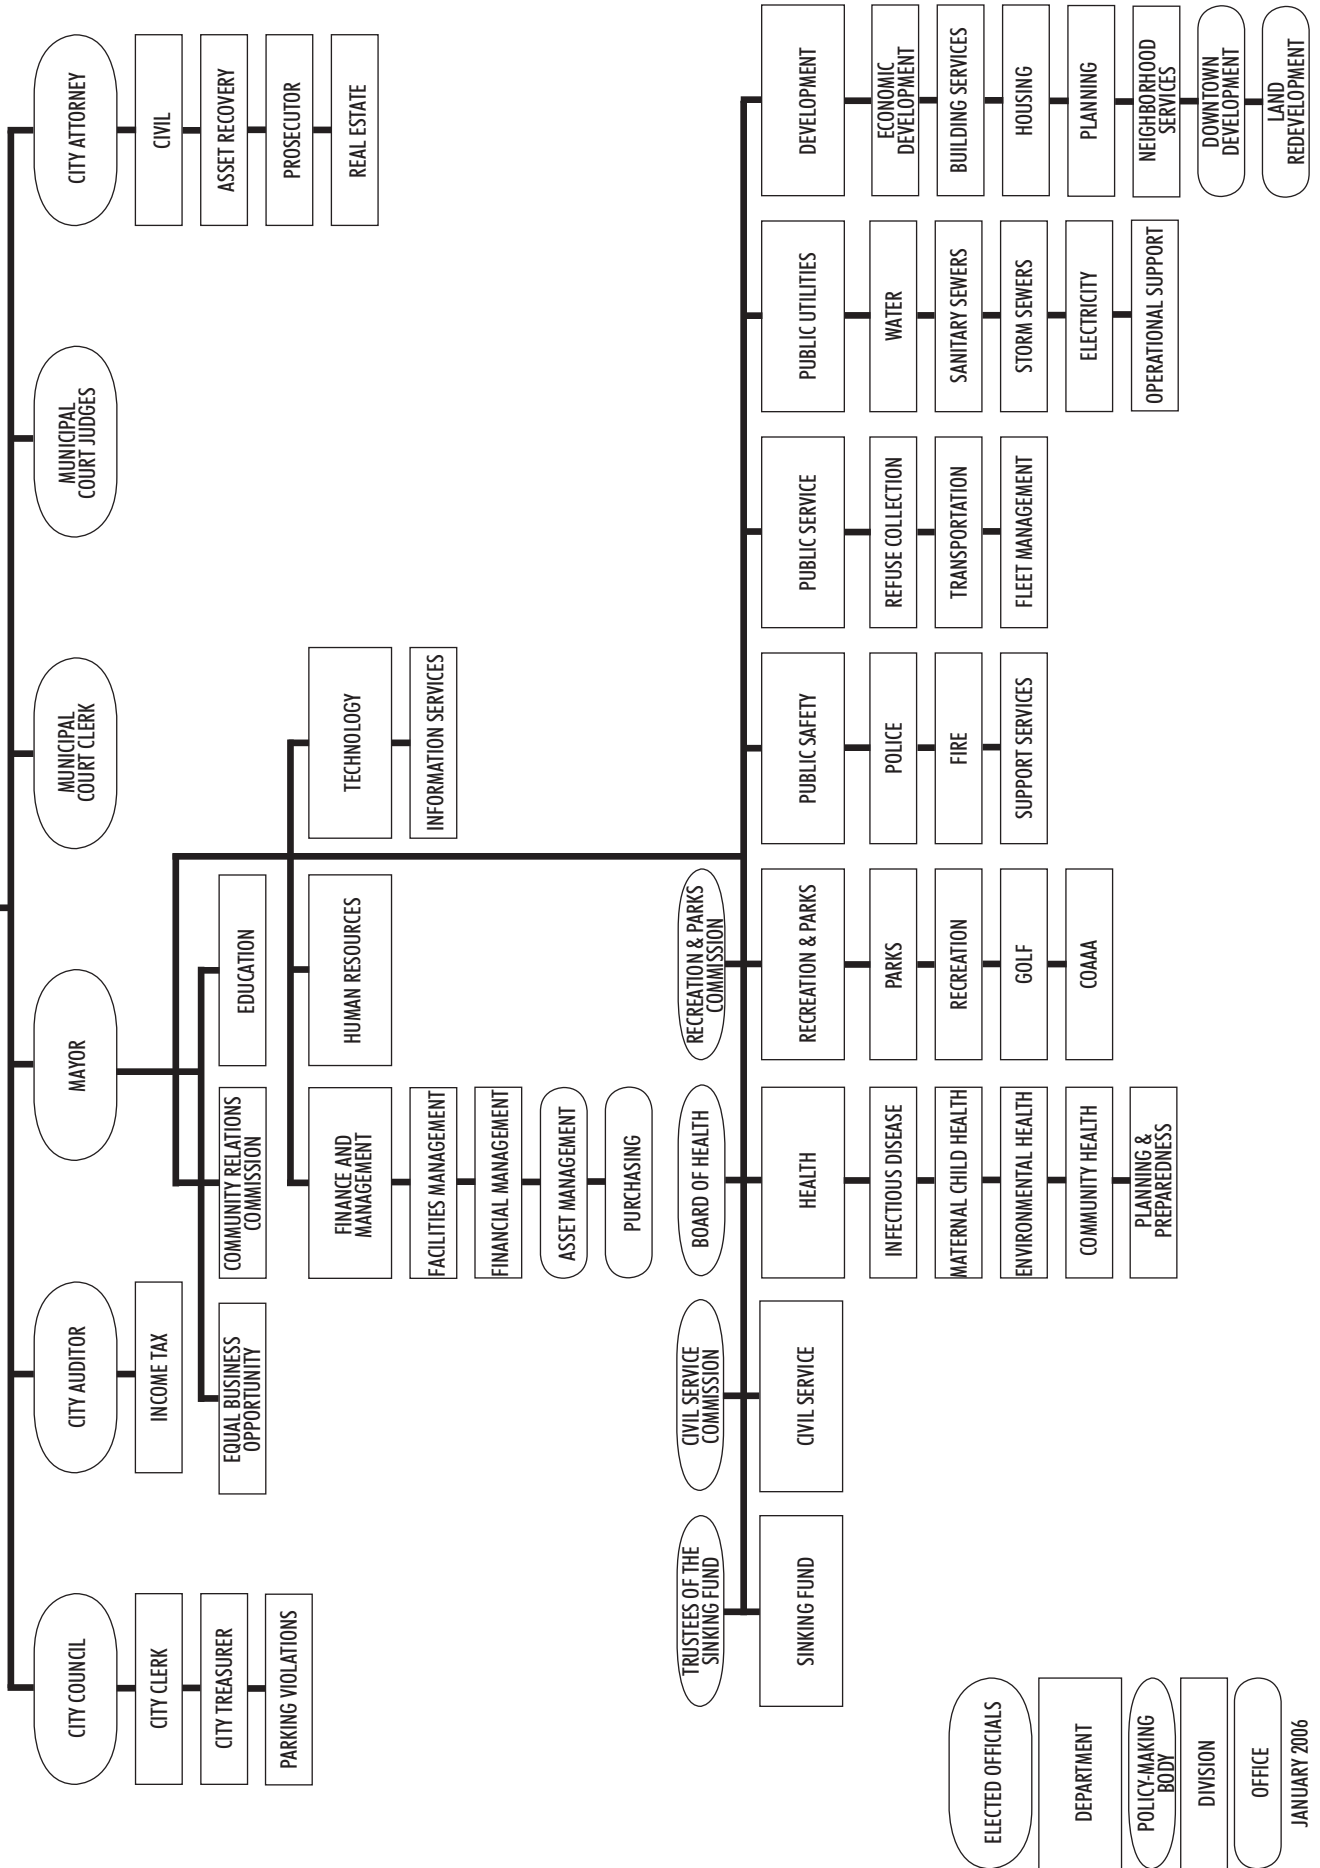 CITY COUNCIL
CITY CLERK
CITY TREASURER
PARKING VIOLATIONS
CITY AUDITOR
INCOME TAX
MAYOR
EQUAL BUSINESS
OPPORTUNITY
COMMUNITY RELATIONS
COMMISSION
EDUCATION
FINANCE AND
MANAGEMENT
FACILITIES MANAGEMENT
FINANCIAL MANAGEMENT
ASSET MANAGEMENT
PURCHASING
HUMAN RESOURCES
TECHNOLOGY
INFORMATION SERVICES
MUNICIPAL
COURT CLERK
MUNICIPAL
COURT JUDGES
CITY ATTORNEY
CIVIL
ASSET RECOVERY
PROSECUTOR
REAL ESTATE
TRUSTEES OF THE
SINKING FUND
SINKING FUND
CIVIL SERVICE
COMMISSION
CIVIL SERVICE
BOARD OF HEALTH
HEALTH
INFECTIOUS DISEASE
MATERNAL CHILD HEALTH
ENVIRONMENTAL HEALTH
COMMUNITY HEALTH
PLANNING &
PREPAREDNESS
RECREATION & PARKS
COMMISSION
RECREATION & PARKS
PARKS
RECREATION
GOLF
COAAA
PUBLIC SAFETY
POLICE
FIRE
SUPPORT SERVICES
PUBLIC SERVICE
REFUSE COLLECTION
TRANSPORTATION
FLEET MANAGEMENT
PUBLIC UTILITIES
WATER
SANITARY SEWERS
STORM SEWERS
ELECTRICITY
OPERATIONAL SUPPORT
DEVELOPMENT
ECONOMIC
DEVELOPMENT
BUILDING SERVICES
HOUSING
PLANNING
NEIGHBORHOOD
SERVICES
DOWNTOWN
DEVELOPMENT
LAND
REDEVELOPMENT
ELECTED OFFICIALS
DEPARTMENT
POLICY-MAKING
BODY
DIVISION
OFFICE
JANUARY 2006